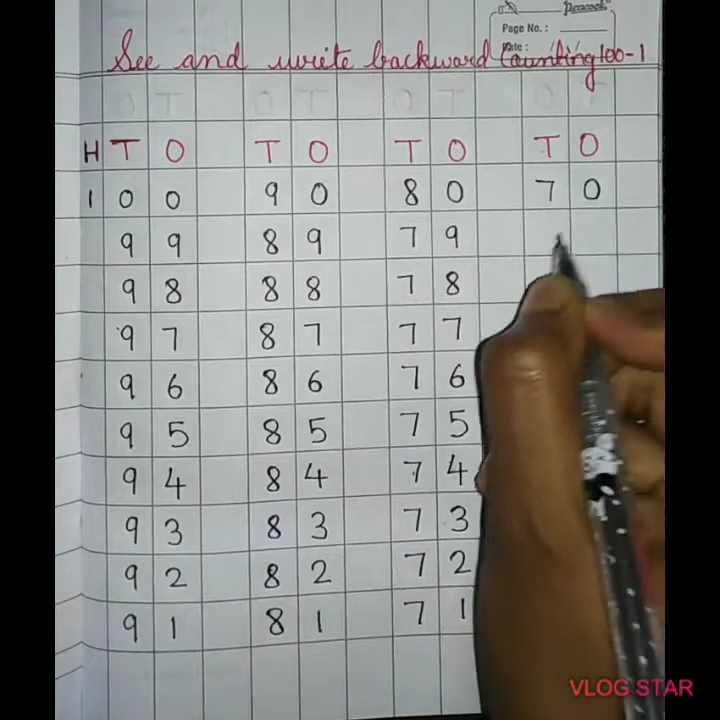 Peacock
Page No.:
Date:
See and write backward Counting 100-1
H T O T O T O T O
1 0 0 9 0 8 0 7 0
9 9 8 9 7 9
9 8 8 8 7 8
9 7 8 7 7 7
9 6 8 6 7 6
9 5 8 5 7 5
9 4 8 4 7 4
9 3 8 3 7 3
9 2 8 2 7 2
9 1 8 1 7 1
VLOG STAR